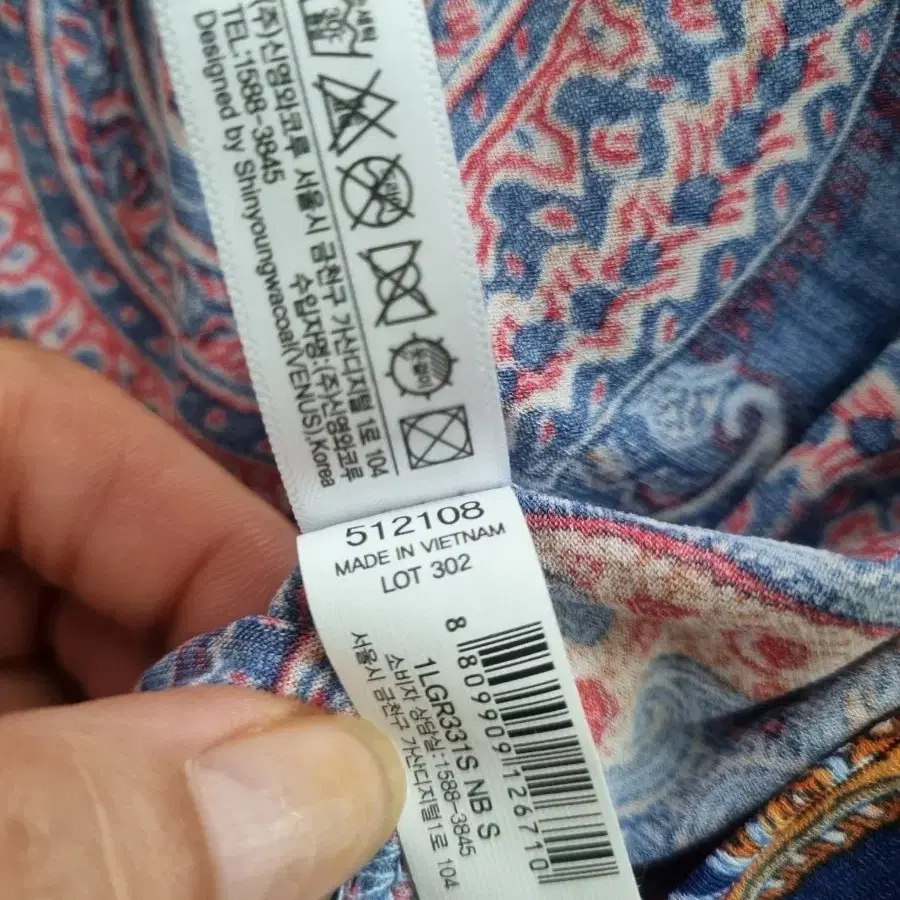 (주)신영와코루 서울시 금천구 가산디지털 1로 104
TEL:1588-3845 수입자명:(주)신영와코루
Designed by Shinyoungwacoal(VENUS),Korea
512108
MADE IN VIETNAM
LOT 302
8 809909 126710
1LGR331S NB S
소비자 상담실:1588-3845
서울시 금천구 가산디지털1로 104